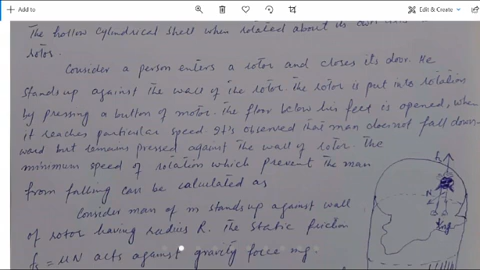 Edit & Create
The hollow cylindrical shell when rotated about its own
rotor.
Consider a person enters a rotor and closes its door. He
stands up against the wall of the rotor. the rotor is put into rotation
by pressing a button of motor. the floor below his feet is opened, when
it reaches particular speed. It's observed that man does not fall down-
ward but remains pressed against the wall of rotor. The
minimum speed of rotation which prevent the man
from falling can be calculated as
Consider man of m stands up against wall
of rotor having radius R. the static friction
fs = μN acts against gravity force mg.
fs
N
mg